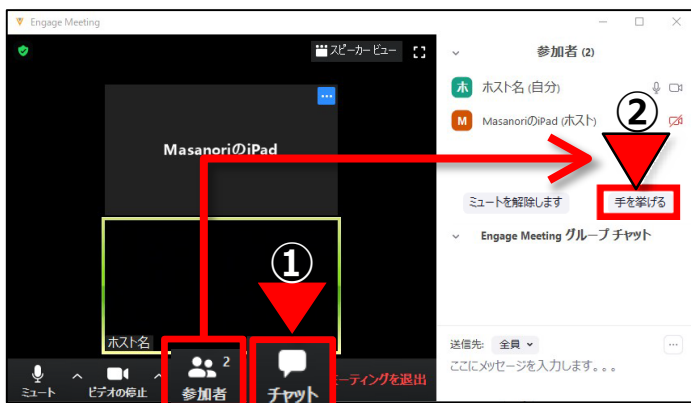 Engage Meeting
スピーカー ビュー
参加者 (2)
ホ ホスト名 (自分)
M MasanoriのiPad (ホスト)
②
MasanoriのiPad
ミュートを解除します 手を挙げる
Engage Meeting グループ チャット
①
ホスト名
送信先: 全員
ここにメッセージを入力します。。。
ミュート ビデオの停止 参加者 2 チャット ーティングを退出